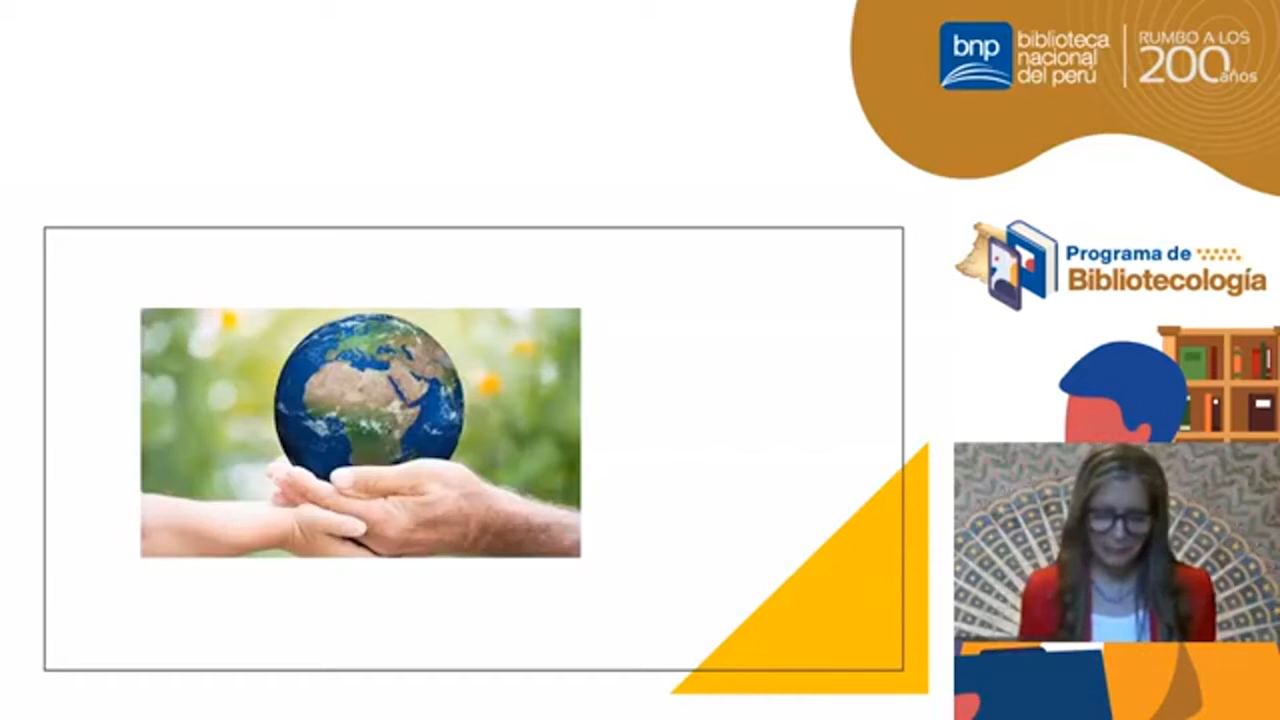 bnp
biblioteca
nacional
del perú
RUMBO A LOS
200
años
Programa de
Bibliotecología